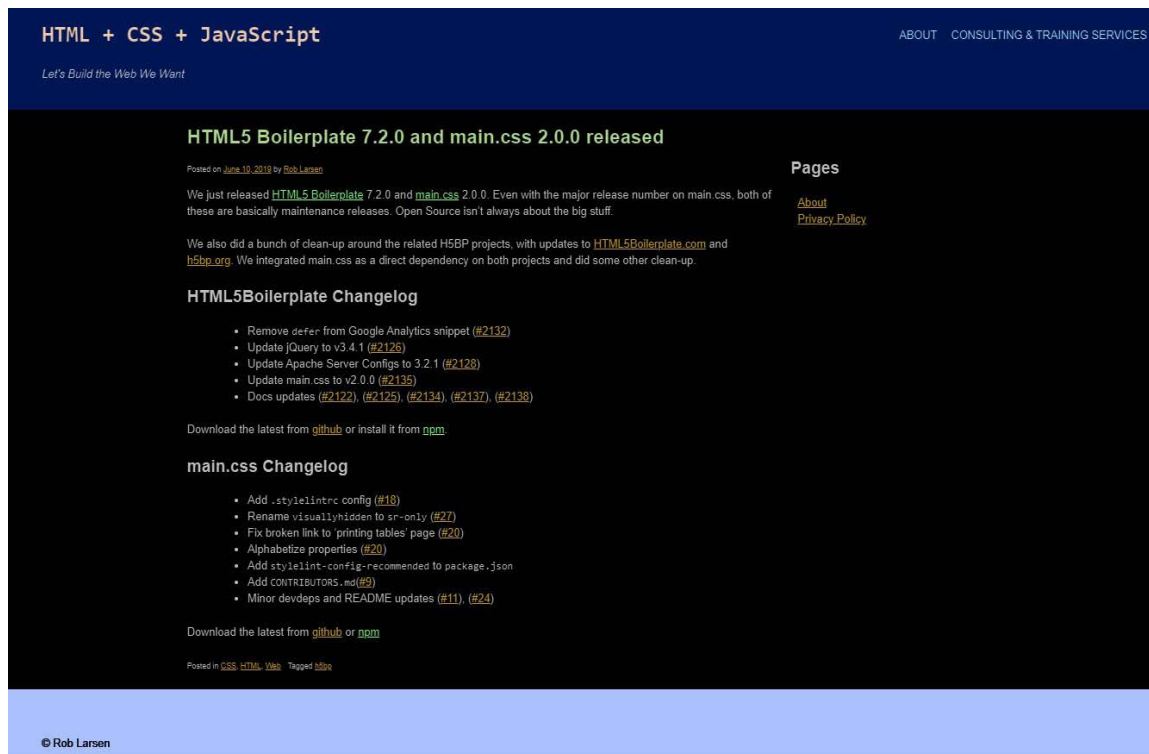 HTML + CSS + JavaScript
ABOUT CONSULTING & TRAINING SERVICES
Let's Build the Web We Want
HTML5 Boilerplate 7.2.0 and main.css 2.0.0 released
Posted on June 10, 2019 by Rob Larsen
We just released HTML5 Boilerplate 7.2.0 and main.css 2.0.0. Even with the major release number on main.css, both of
these are basically maintenance releases. Open Source isn't always about the big stuff.
We also did a bunch of clean-up around the related H5BP projects, with updates to HTML5Boilerplate.com and
h5bp.org. We integrated main.css as a direct dependency on both projects and did some other clean-up.
HTML5Boilerplate Changelog
• Remove defer from Google Analytics snippet (#2132)
• Update jQuery to v3.4.1 (#2126)
• Update Apache Server Configs to 3.2.1 (#2128)
• Update main.css to v2.0.0 (#2135)
• Docs updates (#2122), (#2125), (#2134), (#2137), (#2138)
Download the latest from github or install it from npm.
main.css Changelog
• Add .stylelintrc config (#18)
• Rename visuallyhidden to sr-only (#27)
• Fix broken link to 'printing tables' page (#20)
• Alphabetize properties (#20)
• Add stylelint-config-recommended to package.json
• Add CONTRIBUTORS.md(#9)
• Minor devdeps and README updates (#11), (#24)
Download the latest from github or npm
Posted in CSS, HTML, Web Tagged h5bp
Pages
About
Privacy Policy
© Rob Larsen